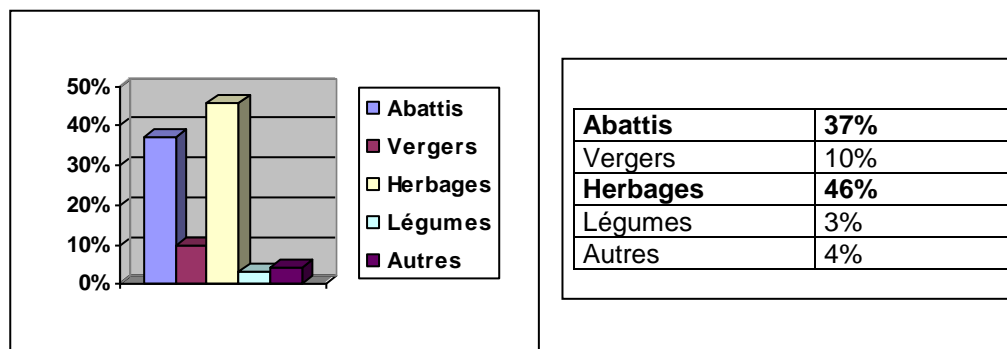 50%
40%
30%
20%
10%
0%
Abattis
Vergers
Herbages
Légumes
Autres
Abattis 37%
Vergers 10%
Herbages 46%
Légumes 3%
Autres 4%